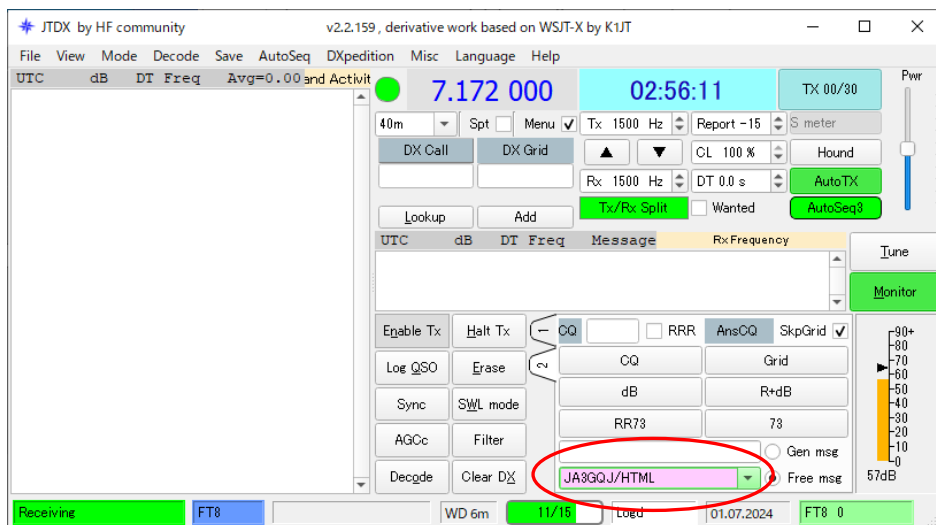 JTDX by HF community v2.2.159, derivative work based on WSJT-X by K1JT
File View Mode Decode Save AutoSeq DXpedition Misc Language Help
UTC dB DT Freq Avg=0.00 and Activit
7.172 000 02:56:11 TX 00/30 Pwr
40m Spt Menu Tx 1500 Hz Report -15 S meter
DX Call DX Grid CL 100 % Hound
Rx 1500 Hz DT 0.0 s AutoTX
Lookup Add Tx/Rx Split Wanted AutoSeq3
UTC dB DT Freq Message Rx Frequency
Tune
Monitor
Enable Tx Halt Tx 1 CQ RRR AnsCQ SkpGrid
Log QSO Erase 2 CQ Grid
Sync SWL mode dB R+dB
AGCc Filter RR73 73
Gen msg
Decode Clear DX JA3GQJ/HTML Free msg
90+
80
70
60
50
40
30
20
10
0
57dB
Receiving FT8 WD 6m 11/15 Logd 01.07.2024 FT8 0